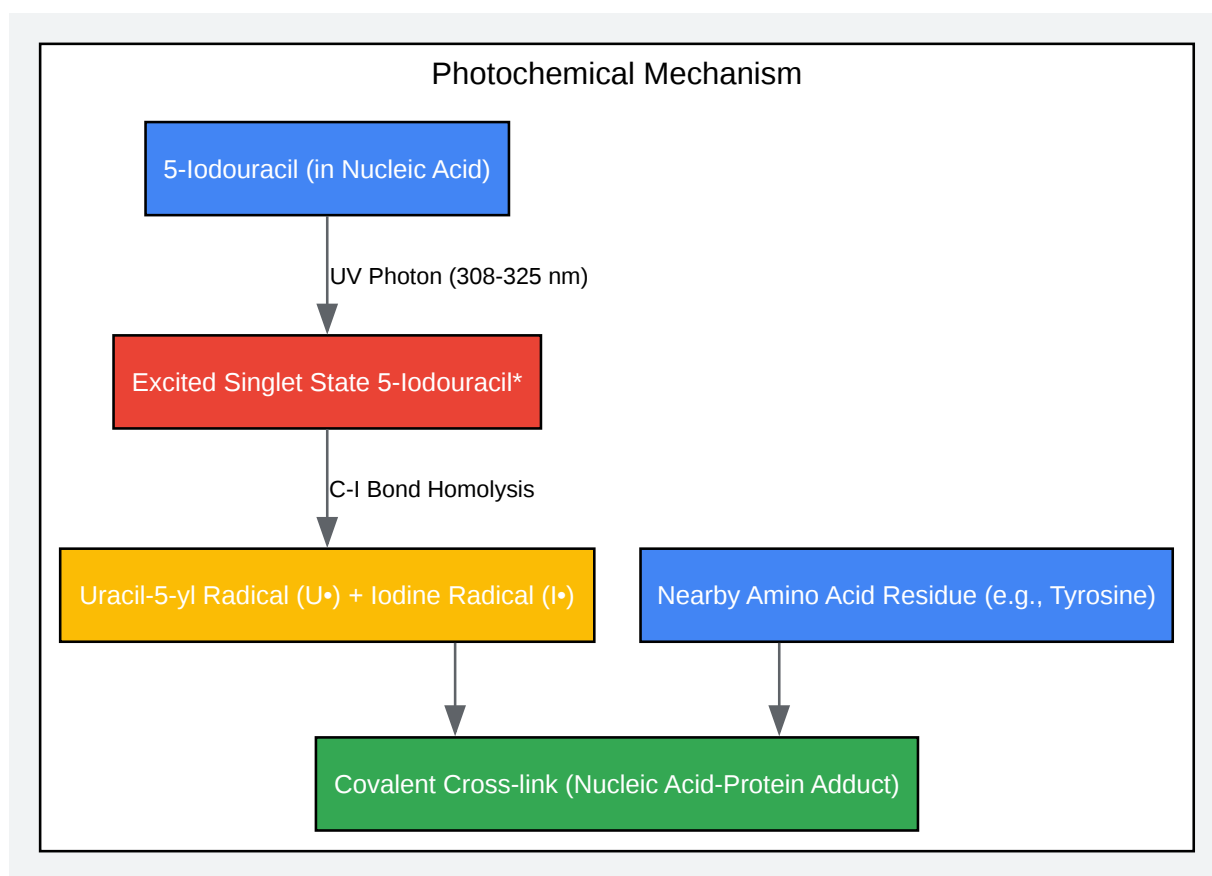 Photochemical Mechanism
5-Iodouracil (in Nucleic Acid)
UV Photon (308-325 nm)
Excited Singlet State 5-Iodouracil*
C-I Bond Homolysis
Uracil-5-yl Radical (U•) + Iodine Radical (I•)
Nearby Amino Acid Residue (e.g., Tyrosine)
Covalent Cross-link (Nucleic Acid-Protein Adduct)